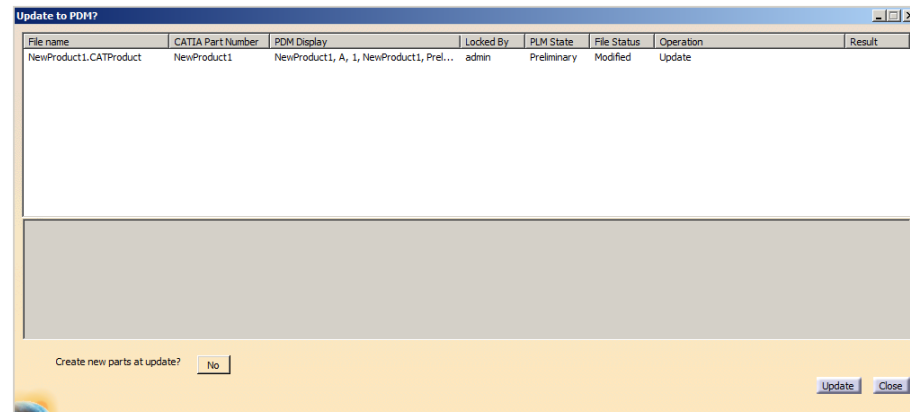 Update to PDM?
File name CATIA Part Number PDM Display Locked By PLM State File Status Operation Result
NewProduct1.CATProduct NewProduct1 NewProduct1, A, 1, NewProduct1, Prel... admin Preliminary Modified Update
Create new parts at update? No
Update Close